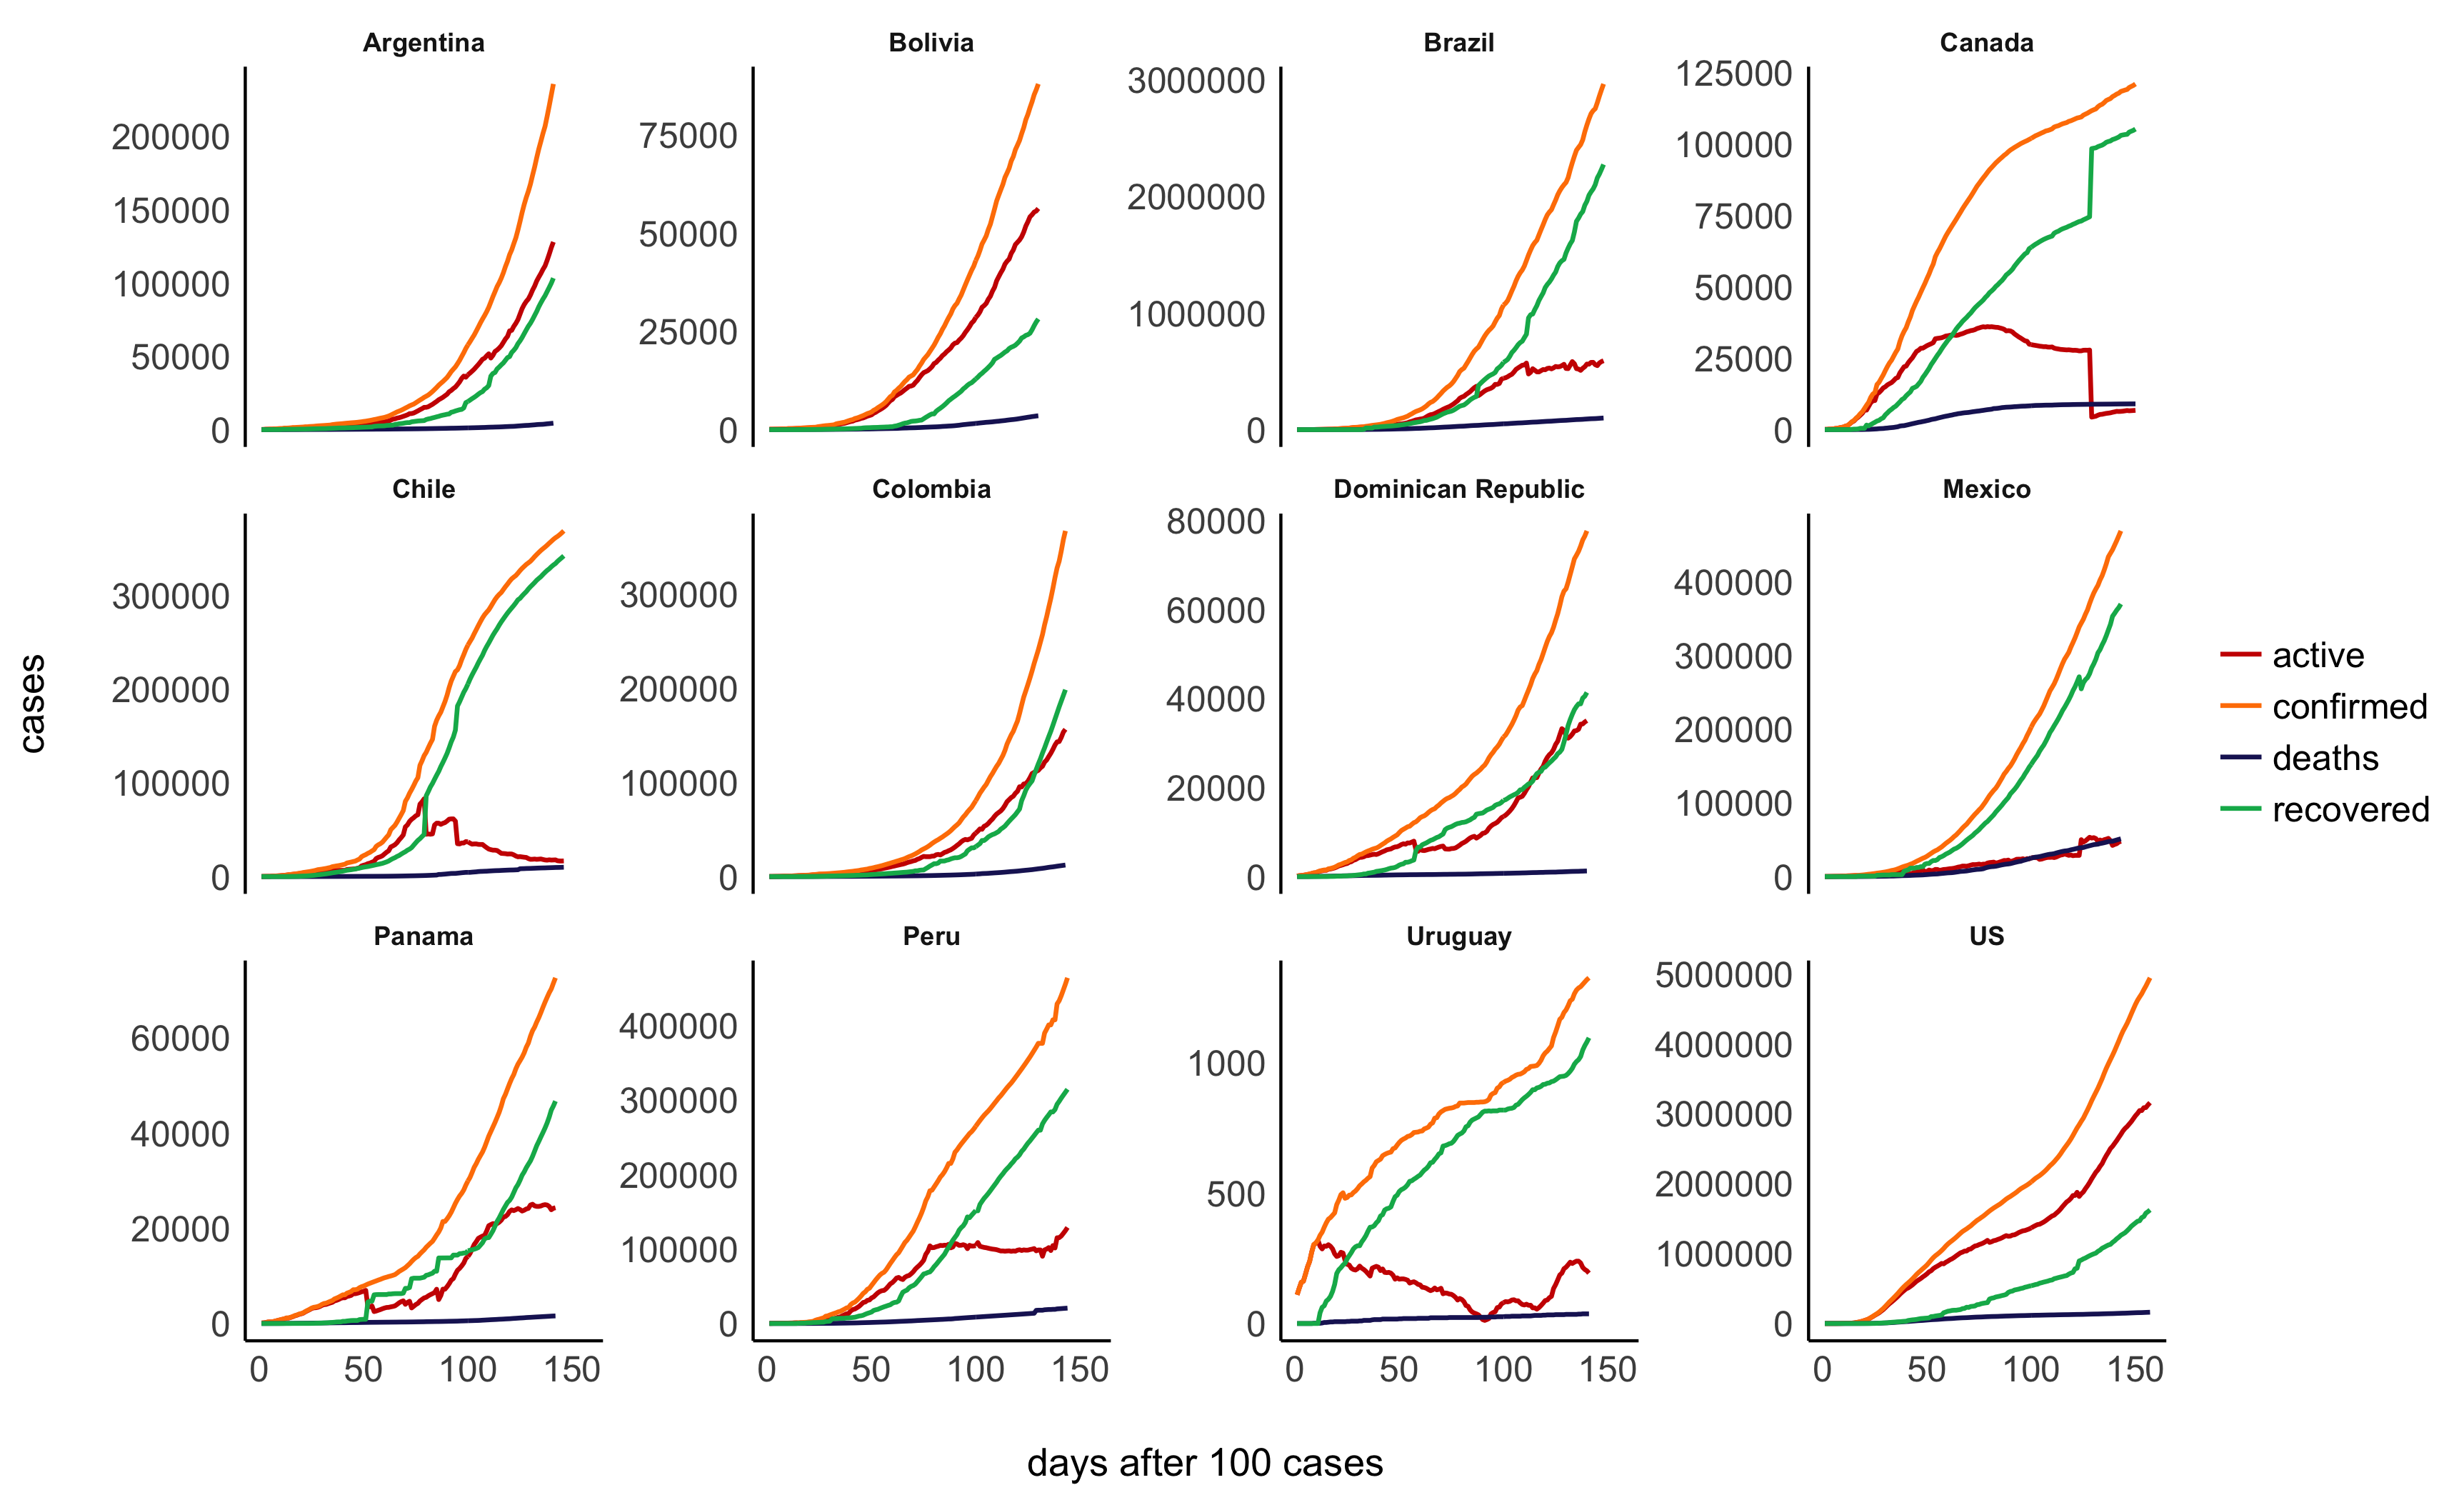 Argentina
Bolivia
Brazil
Canada
200000
150000
100000
50000
0
75000
50000
25000
0
3000000
2000000
1000000
0
125000
100000
75000
50000
25000
0
Chile
Colombia
Dominican Republic
Mexico
300000
200000
100000
0
300000
200000
100000
0
80000
60000
40000
20000
0
400000
300000
200000
100000
0
Panama
Peru
Uruguay
US
60000
40000
20000
0
400000
300000
200000
100000
0
1000
500
0
5000000
4000000
3000000
2000000
1000000
0
0 50 100 150
0 50 100 150
0 50 100 150
0 50 100 150
days after 100 cases
cases
active
confirmed
deaths
recovered